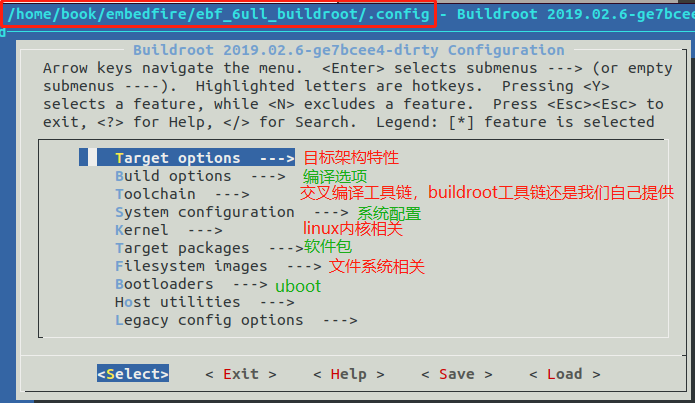 /home/book/embedfire/ebf_6ull_buildroot/.config - Buildroot 2019.02.6-ge7bcee
d
Buildroot 2019.02.6-ge7bcee4-dirty Configuration
Arrow keys navigate the menu.  <Enter> selects submenus ---> (or empty
submenus ----).  Highlighted letters are hotkeys.  Pressing <Y>
selects a feature, while <N> excludes a feature.  Press <Esc><Esc> to
exit, <?> for Help, </> for Search.  Legend: [*] feature is selected
Target options  ---> 目标架构特性
Build options  ---> 编译选项
Toolchain  ---> 交叉编译工具链，buildroot工具链还是我们自己提供
System configuration  ---> 系统配置
Kernel  ---> linux内核相关
Target packages  ---> 软件包
Filesystem images  ---> 文件系统相关
Bootloaders  ---> uboot
Host utilities  --->
Legacy config options  --->
<Select>    < Exit >    < Help >    < Save >    < Load >